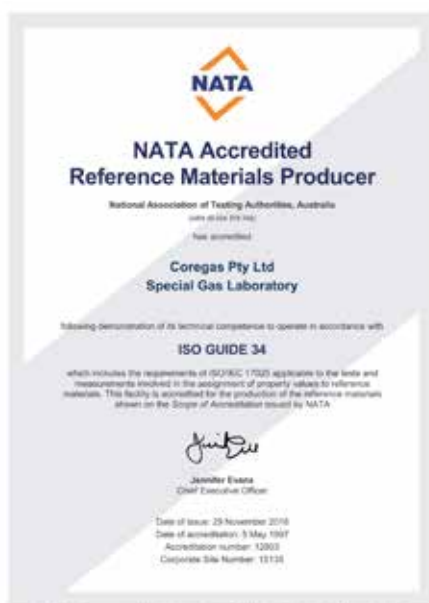 NATA
NATA Accredited
Reference Materials Producer
National Association of Testing Authorities, Australia
has accredited
Coregas Pty Ltd
Special Gas Laboratory
following demonstration of its technical competence to operate in accordance with
ISO GUIDE 34
which includes the requirements of ISO/IEC 17025 applicable to the tests and
measurements involved in the assignment of property values to reference
materials. This facility is accredited for the production of the reference materials
shown on the Scope of Accreditation issued by NATA
Jennifer Evans
Chief Executive Officer
Date of issue: 29 November 2016
Date of accreditation: 5 May 1997
Accreditation number:
Corporate Site Number: